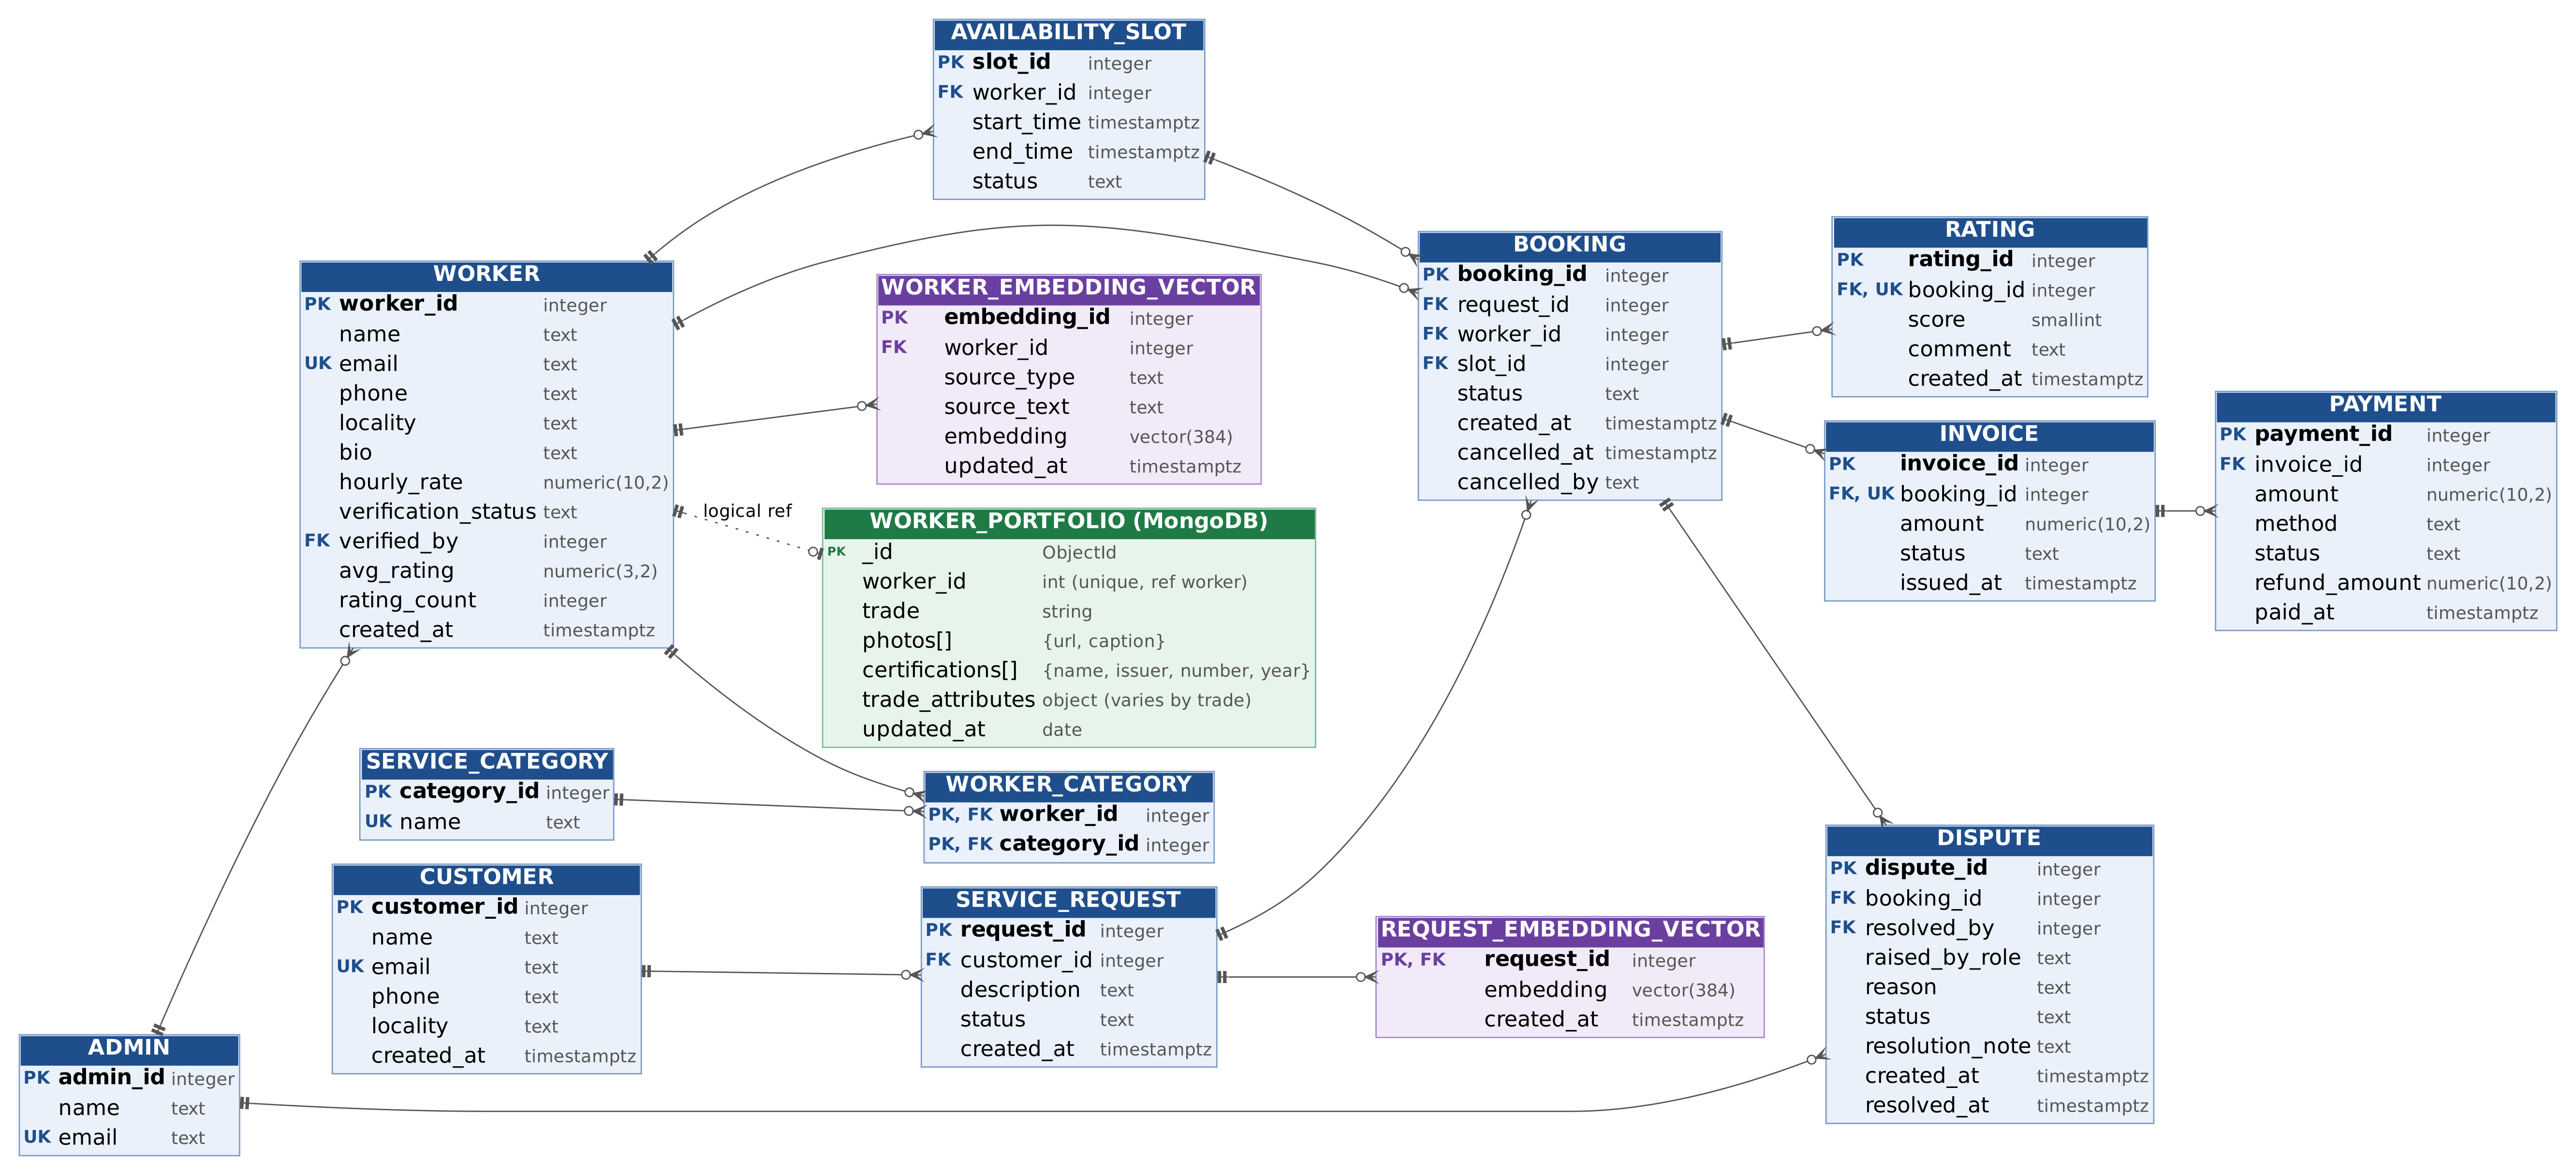 AVAILABILITY_SLOT
PK slot_id integer
FK worker_id integer
start_time timestamptz
end_time timestamptz
status text
WORKER
PK worker_id integer
name text
UK email text
phone text
locality text
bio text
hourly_rate numeric(10,2)
verification_status text
FK verified_by integer
avg_rating numeric(3,2)
rating_count integer
created_at timestamptz
WORKER_EMBEDDING_VECTOR
PK embedding_id integer
FK worker_id integer
source_type text
source_text text
embedding vector(384)
updated_at timestamptz
logical ref
WORKER_PORTFOLIO (MongoDB)
PK _id ObjectId
worker_id int (unique, ref worker)
trade string
photos[] {url, caption}
certifications[] {name, issuer, number, year}
trade_attributes object (varies by trade)
updated_at date
BOOKING
PK booking_id integer
FK request_id integer
FK worker_id integer
FK slot_id integer
status text
created_at timestamptz
cancelled_at timestamptz
cancelled_by text
RATING
PK rating_id integer
FK, UK booking_id integer
score smallint
comment text
created_at timestamptz
INVOICE
PK invoice_id integer
FK, UK booking_id integer
amount numeric(10,2)
status text
issued_at timestamptz
PAYMENT
PK payment_id integer
FK invoice_id integer
amount numeric(10,2)
method text
status text
refund_amount numeric(10,2)
paid_at timestamptz
SERVICE_CATEGORY
PK category_id integer
UK name text
WORKER_CATEGORY
PK, FK worker_id integer
PK, FK category_id integer
CUSTOMER
PK customer_id integer
name text
UK email text
phone text
locality text
created_at timestamptz
SERVICE_REQUEST
PK request_id integer
FK customer_id integer
description text
status text
created_at timestamptz
REQUEST_EMBEDDING_VECTOR
PK, FK request_id integer
embedding vector(384)
created_at timestamptz
DISPUTE
PK dispute_id integer
FK booking_id integer
FK resolved_by integer
raised_by_role text
reason text
status text
resolution_note text
created_at timestamptz
resolved_at timestamptz
ADMIN
PK admin_id integer
name text
UK email text